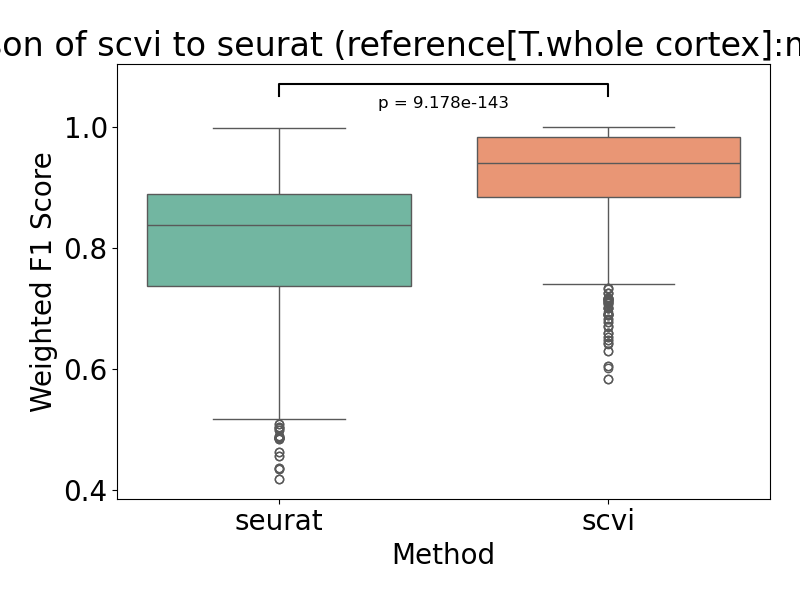 of scvi to seurat (reference[T.whole cortex]:
p = 9.178e-143
1.0
0.8
0.6
0.4
Weighted F1 Score
seurat
scvi
Method